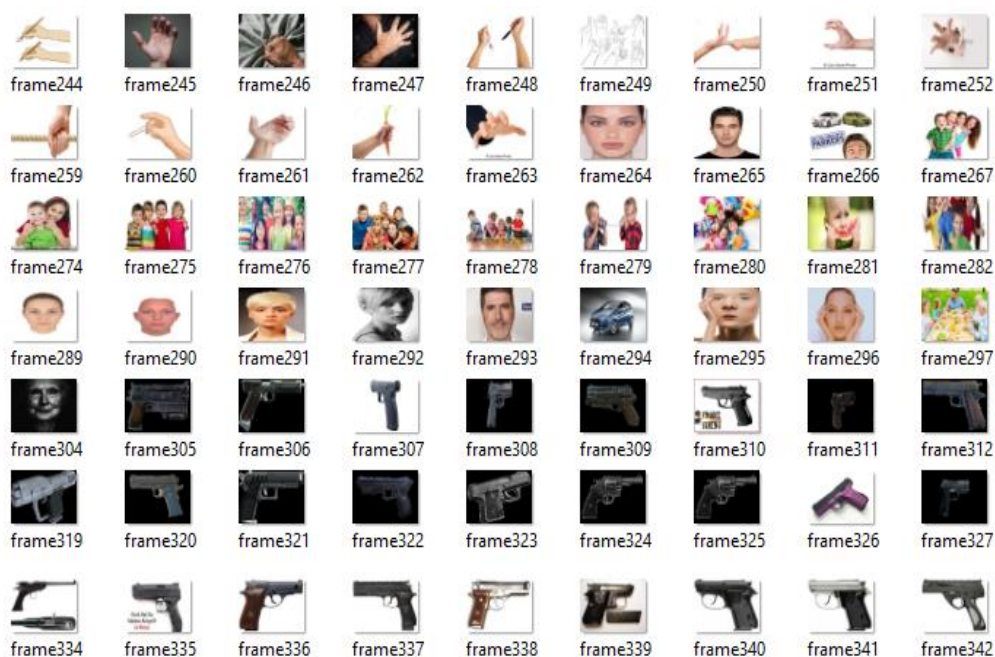 frame244 frame245 frame246 frame247 frame248 frame249 frame250 frame251 frame252
frame259 frame260 frame261 frame262 frame263 frame264 frame265 frame266 frame267
frame274 frame275 frame276 frame277 frame278 frame279 frame280 frame281 frame282
frame289 frame290 frame291 frame292 frame293 frame294 frame295 frame296 frame297
frame304 frame305 frame306 frame307 frame308 frame309 frame310 frame311 frame312
frame319 frame320 frame321 frame322 frame323 frame324 frame325 frame326 frame327
frame334 frame335 frame336 frame337 frame338 frame339 frame340 frame341 frame342